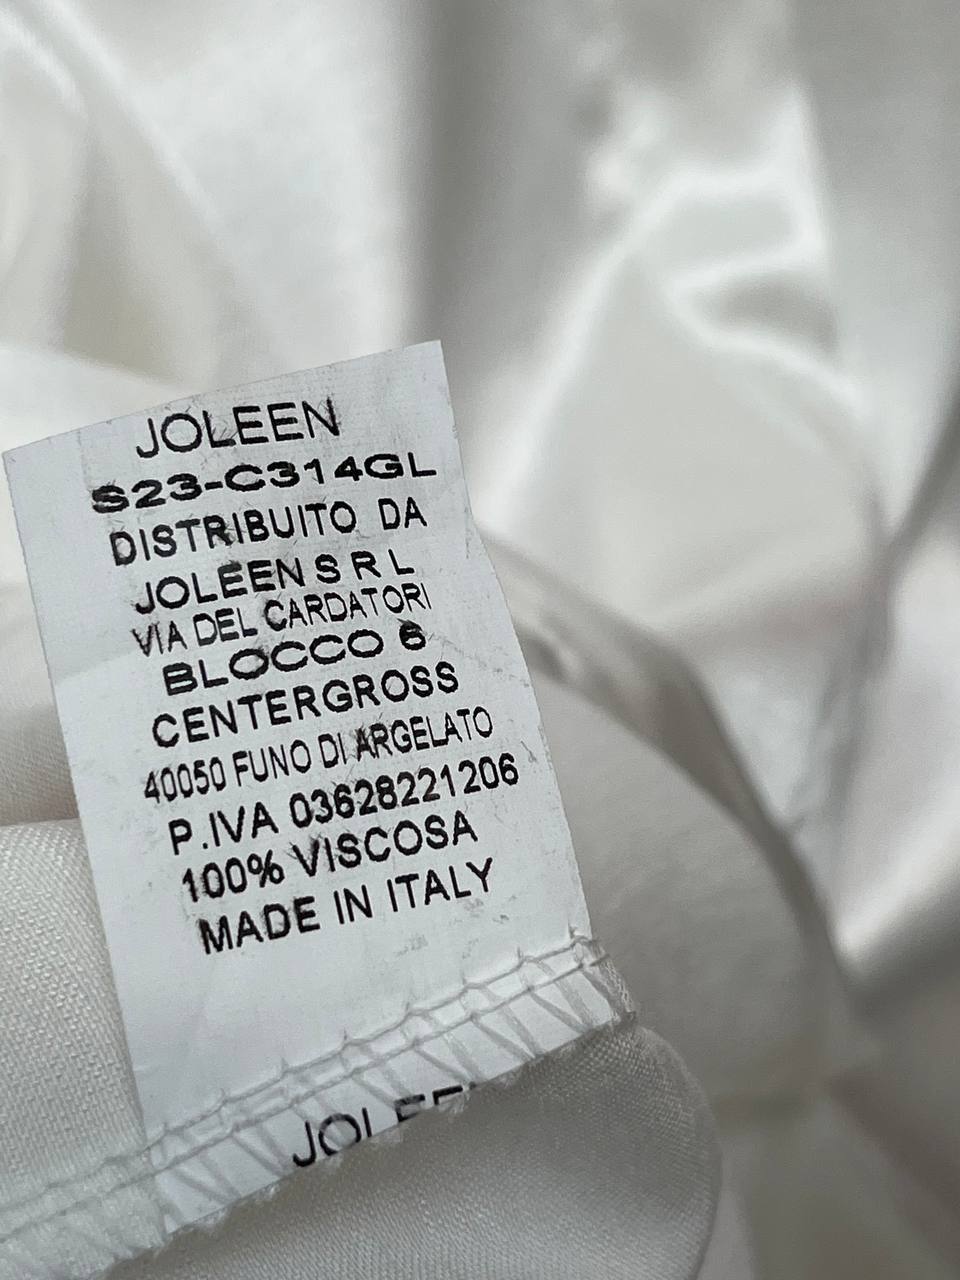 JOLEEN
S23-C314GL
DISTRIBUITO DA
JOLEEN S R L
VIA DEL CARDATORI
BLOCCO 6
CENTERGROSS
40050 FUNO DI ARGELATO
P.IVA 03628221206
100% VISCOSA
MADE IN ITALY